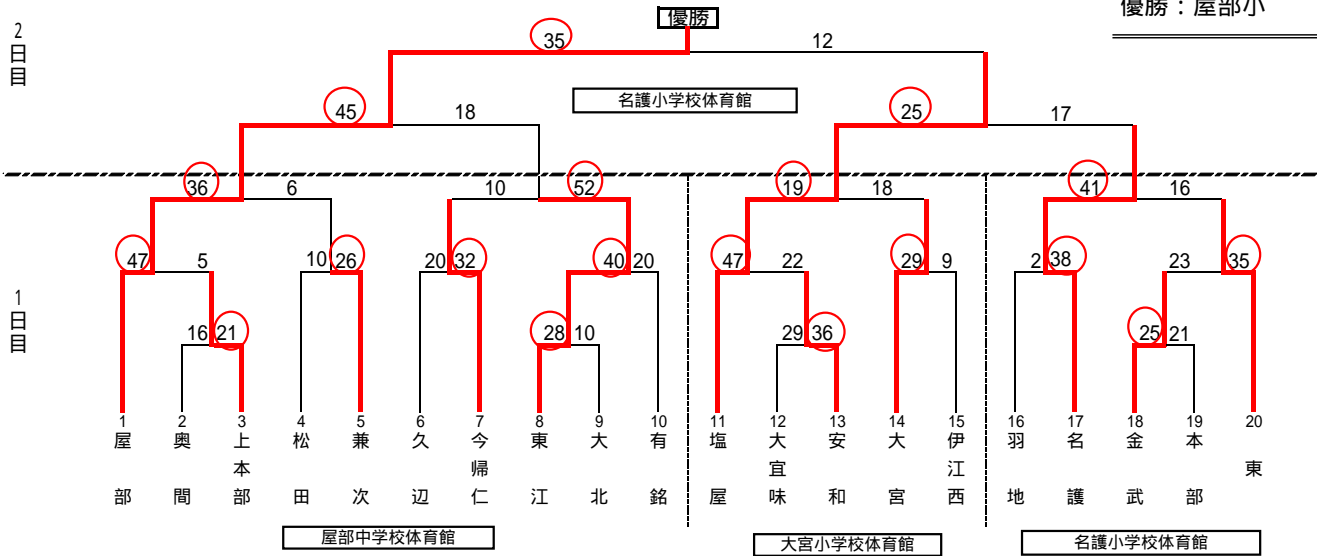 優勝：屋部小
優勝
2日目
35
12
名護小学校体育館
45
18
25
17
36
6
10
52
19
18
41
16
1日目
47
5
10
26
20
32
40
20
47
22
29
9
2
38
23
35
16
21
28
10
29
36
25
21
1
2
3
4
5
6
7
8
9
10
11
12
13
14
15
16
17
18
19
20
屋部
奥間
上本部
松田
兼次
久辺
今帰仁
東江
大北
有銘
塩屋
大宜味
安和
大宮
伊江西
羽地
名護
金武
本部
東
屋部中学校体育館
大宮小学校体育館
名護小学校体育館